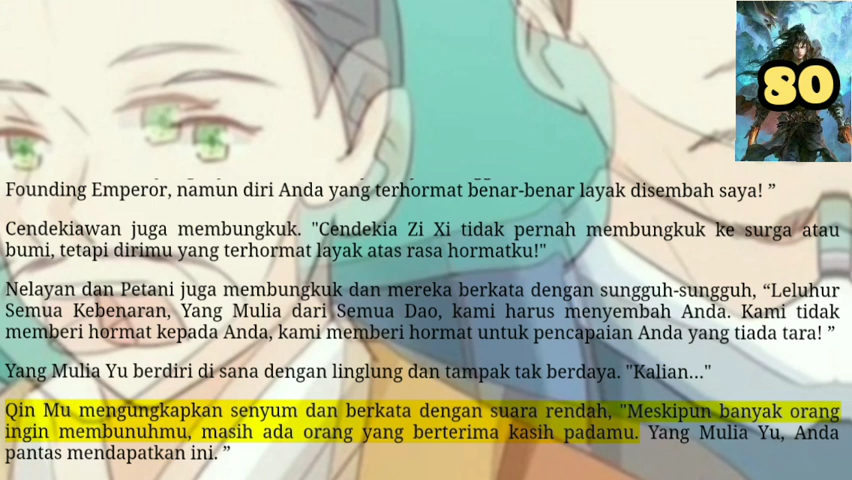 80
Founding Emperor, namun diri Anda yang terhormat benar-benar layak disembah saya! ”
Cendekiawan juga membungkuk. "Cendekia Zi Xi tidak pernah membungkuk ke surga atau
bumi, tetapi dirimu yang terhormat layak atas rasa hormatku!"
Nelayan dan Petani juga membungkuk dan mereka berkata dengan sungguh-sungguh, “Leluhur
Semua Kebenaran, Yang Mulia dari Semua Dao, kami harus menyembah Anda. Kami tidak
memberi hormat kepada Anda, kami memberi hormat untuk pencapaian Anda yang tiada tara! ”
Yang Mulia Yu berdiri di sana dengan linglung dan tampak tak berdaya. "Kalian..."
Qin Mu mengungkapkan senyum dan berkata dengan suara rendah, "Meskipun banyak orang
ingin membunuhmu, masih ada orang yang berterima kasih padamu. Yang Mulia Yu, Anda
pantas mendapatkan ini. ”